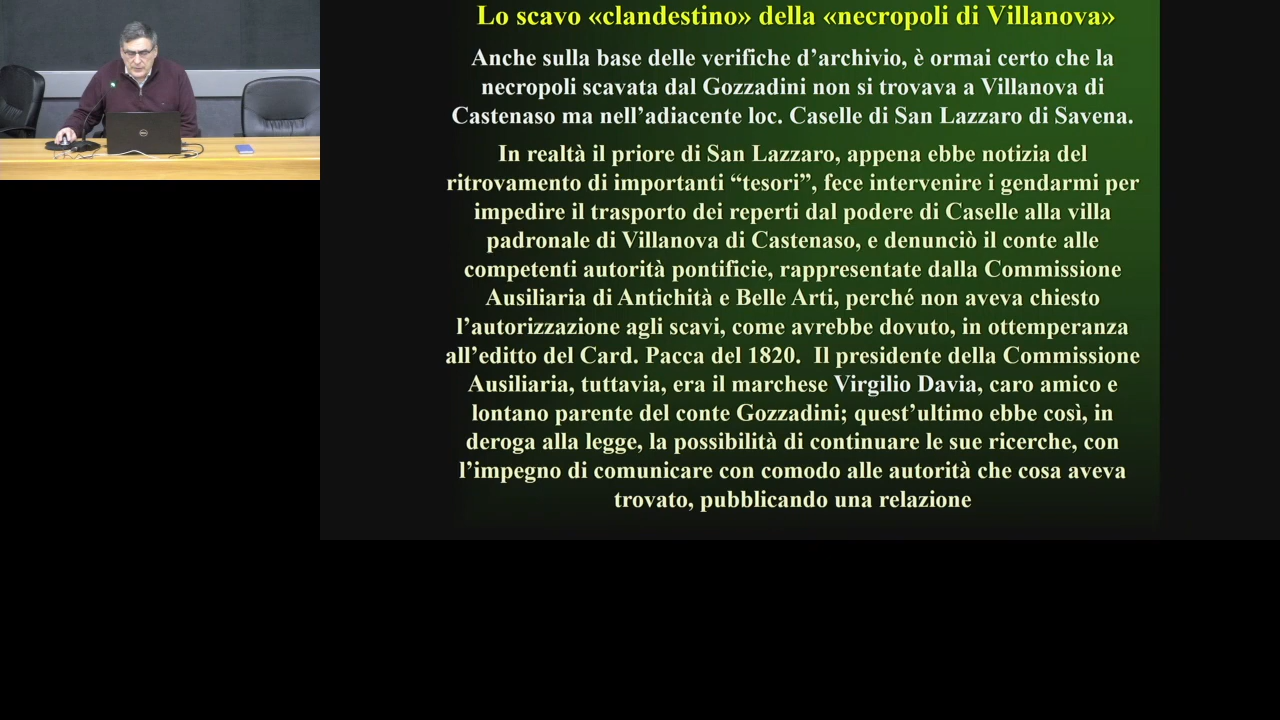 Lo scavo «clandestino» della «necropoli di Villanova»
Anche sulla base delle verifiche d’archivio, è ormai certo che la
necropoli scavata dal Gozzadini non si trovava a Villanova di
Castenaso ma nell’adiacente loc. Caselle di San Lazzaro di Savena.
In realtà il priore di San Lazzaro, appena ebbe notizia del
ritrovamento di importanti “tesori”, fece intervenire i gendarmi per
impedire il trasporto dei reperti dal podere di Caselle alla villa
padronale di Villanova di Castenaso, e denunciò il conte alle
competenti autorità pontificie, rappresentate dalla Commissione
Ausiliaria di Antichità e Belle Arti, perché non aveva chiesto
l’autorizzazione agli scavi, come avrebbe dovuto, in ottemperanza
all’editto del Card. Pacca del 1820.  Il presidente della Commissione
Ausiliaria, tuttavia, era il marchese Virgilio Davia, caro amico e
lontano parente del conte Gozzadini; quest’ultimo ebbe così, in
deroga alla legge, la possibilità di continuare le sue ricerche, con
l’impegno di comunicare con comodo alle autorità che cosa aveva
trovato, pubblicando una relazione